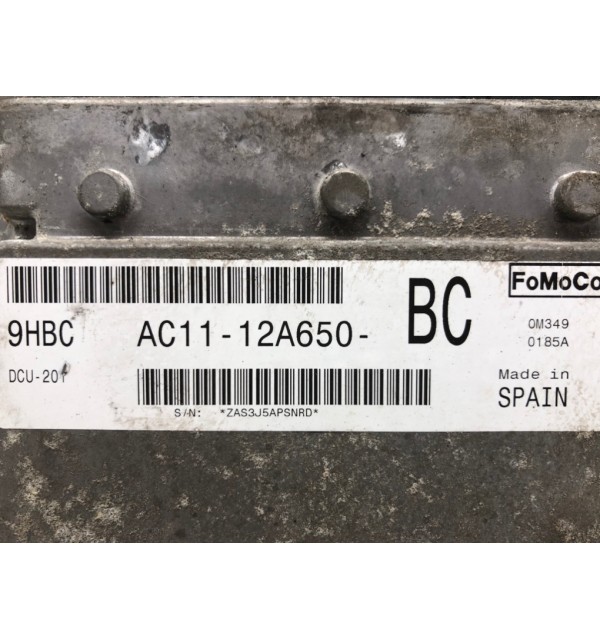 FoMoCo
9HBC AC11-12A650- BC
0M349
0185A
DCU-201
Made in
SPAIN
S/N: *ZAS3J5APSNRD*